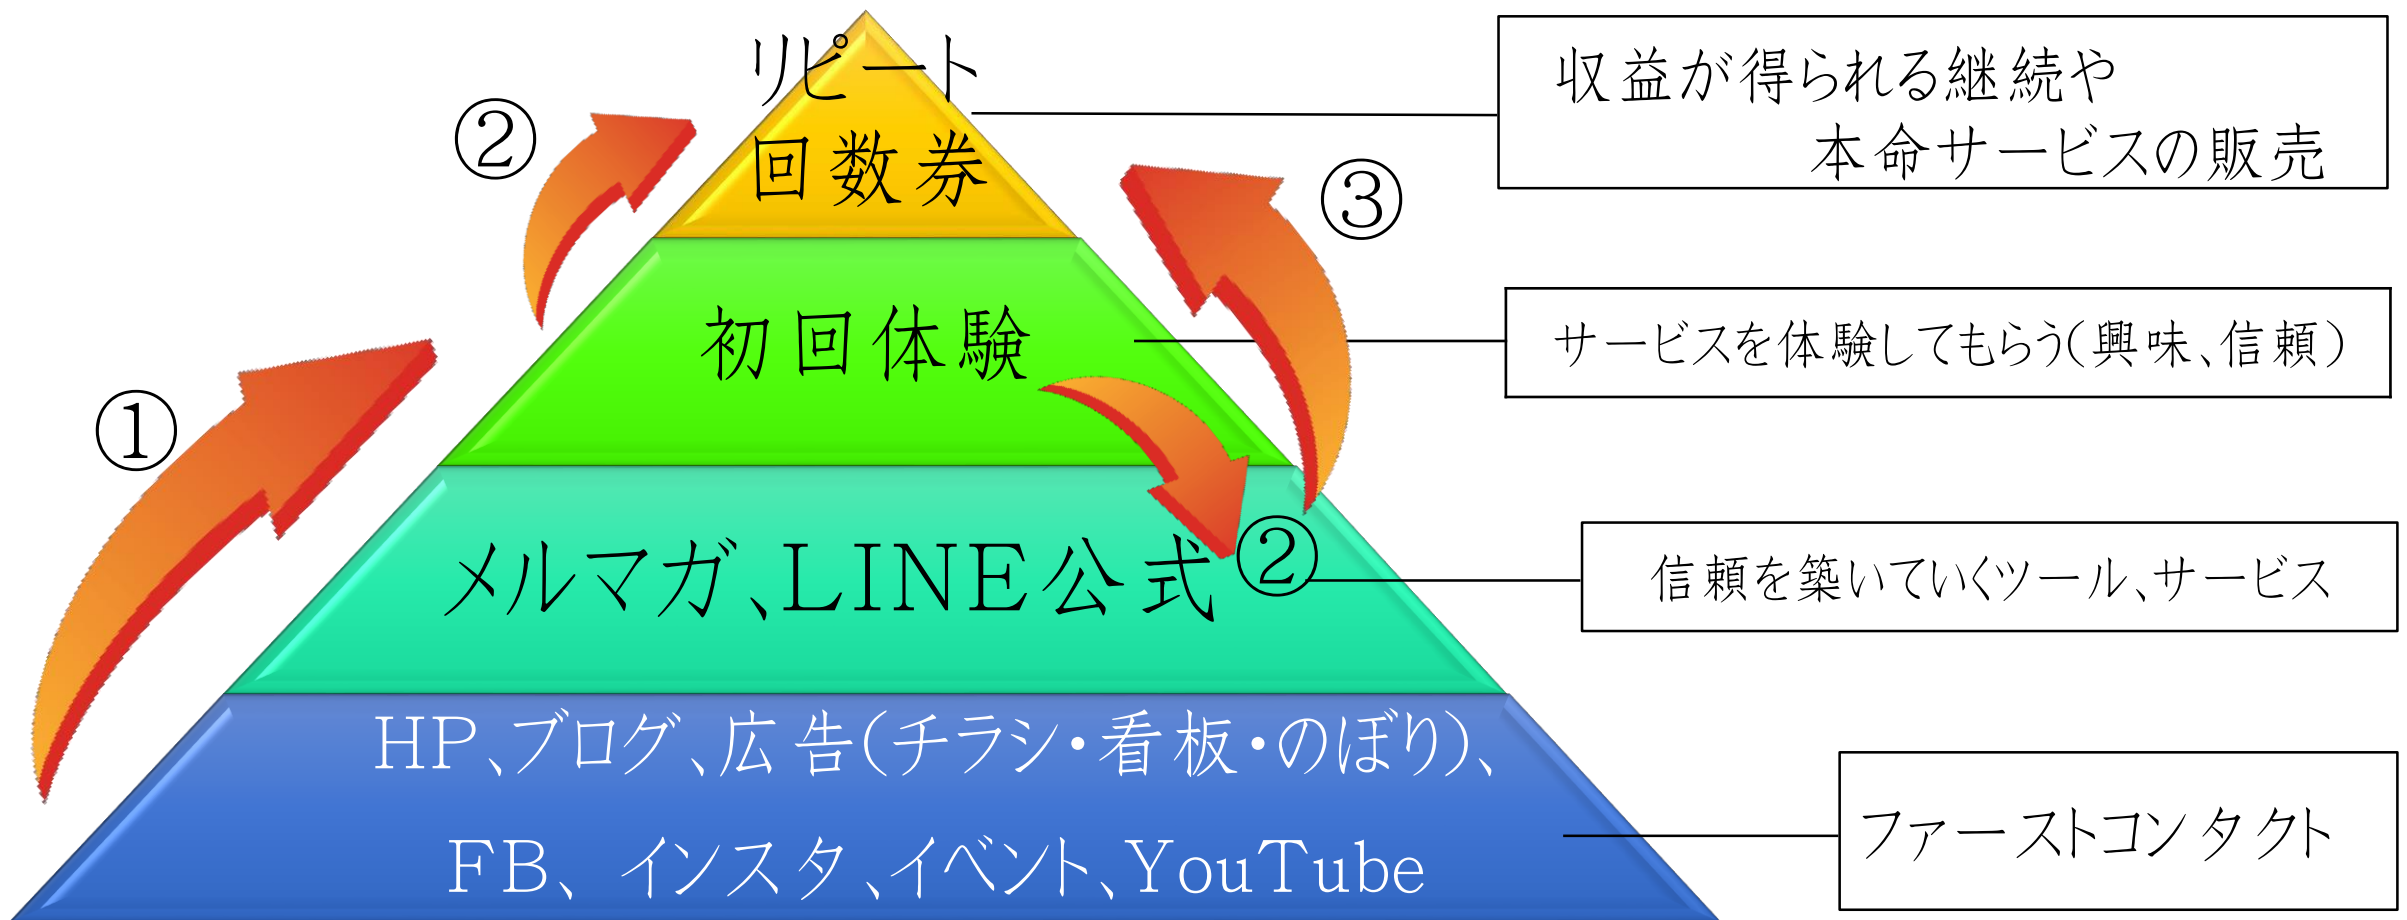 リピート
回数券
収益が得られる継続や
本命サービスの販売
②
③
初回体験
サービスを体験してもらう(興味、信頼)
①
メルマガ、LINE公式
②
信頼を築いていくツール、サービス
HP、ブログ、広告(チラシ・看板・のぼり)、
FB、インスタ、イベント、YouTube
ファーストコンタクト